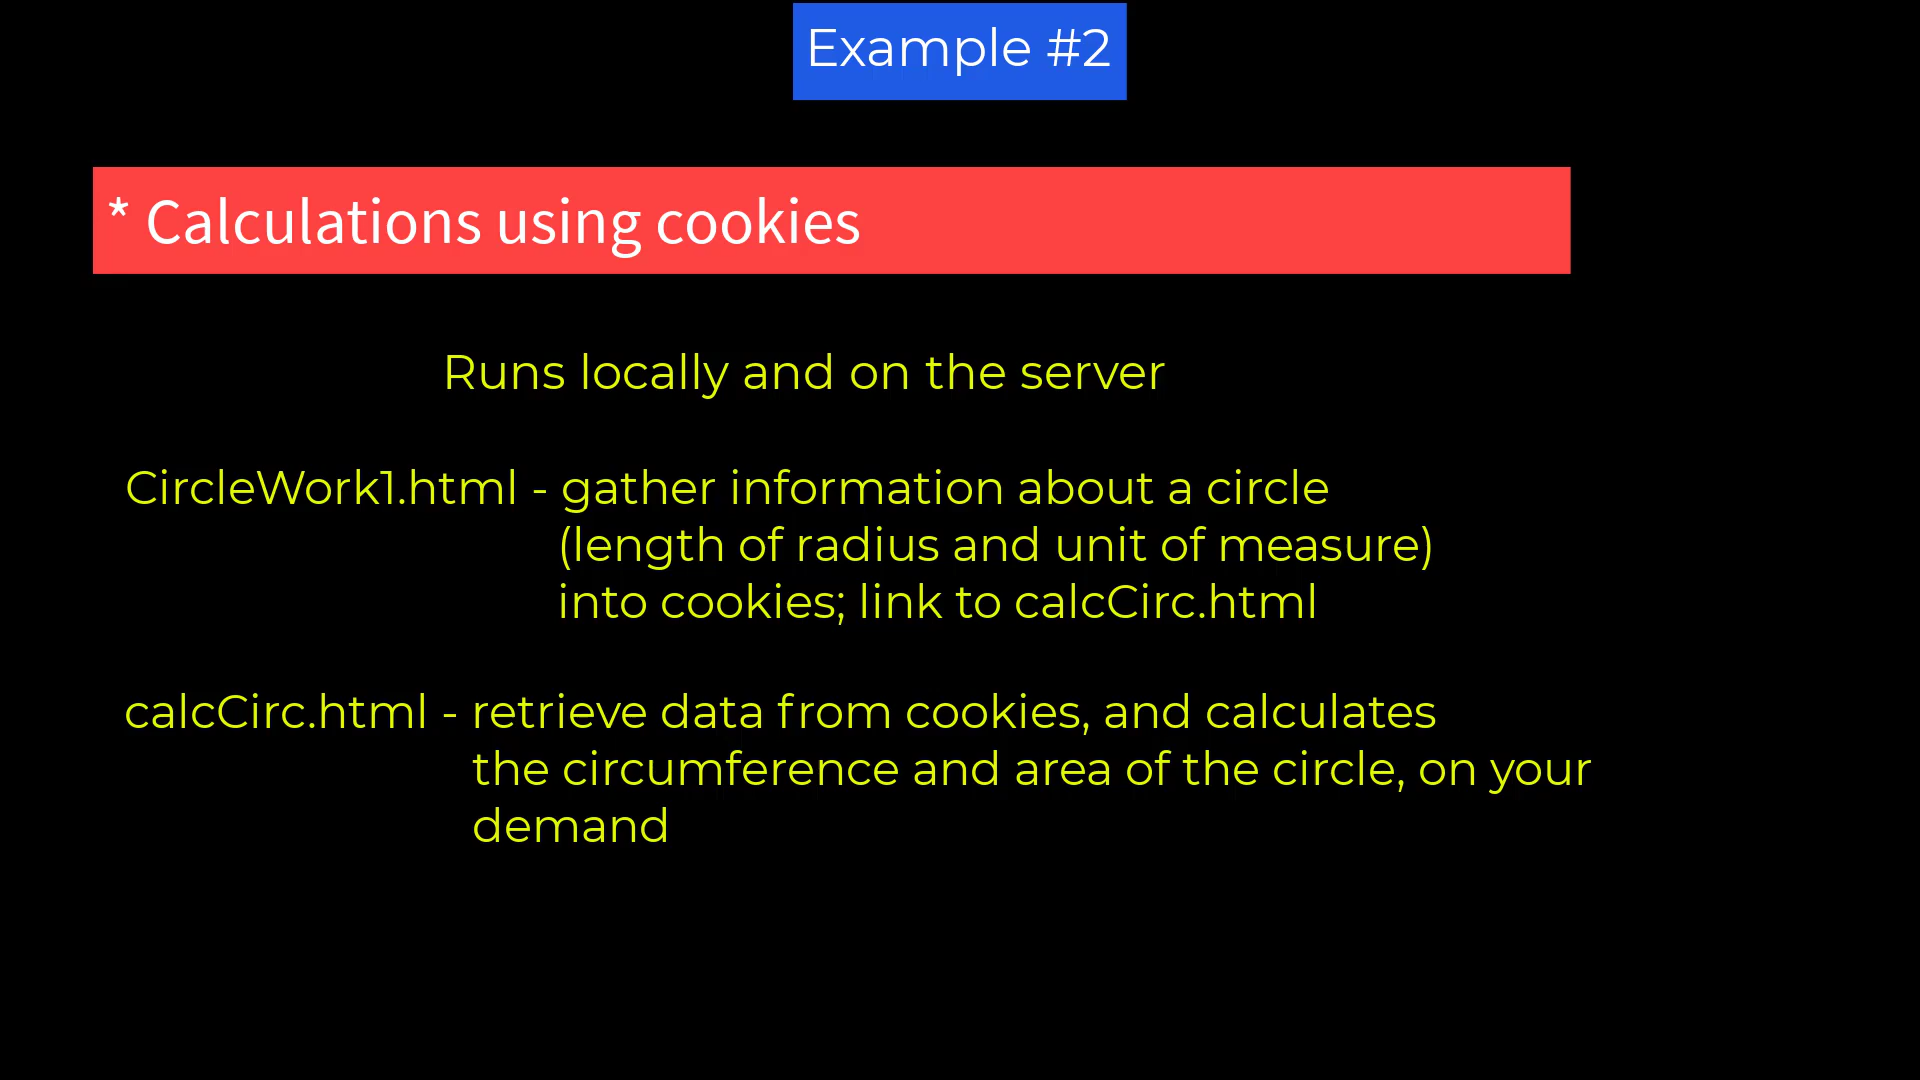 Example #2
* Calculations using cookies
Runs locally and on the server
CircleWork1.html - gather information about a circle
(length of radius and unit of measure)
into cookies; link to calcCirc.html
calcCirc.html - retrieve data from cookies, and calculates
the circumference and area of the circle, on your
demand